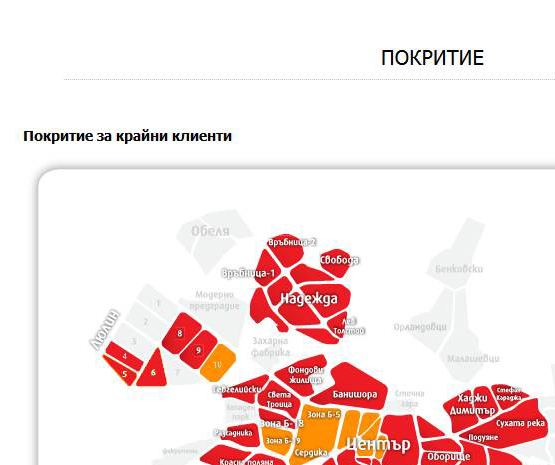 ПОКРИТИЕ
Покритие за крайни клиенти
Обеля
Връбница-2
Свобода
Връбница-1
Бенковски
Модерно
предградие
Надежда
1
2
3
4
5
6
7
8
9
10
Люлин
Лев
Толстой
Орландовци
Захарна
фабрика
Малашевци
Фондови
Жилища
Гевгелийски
Света
Троица
Банишора
Сточна
гара
Хаджи
Димитър
Стефан
Караджа
Западен
парк
Зона Б-5
Зона Б-18
Сухата река
Разсадника
Зона Б-19
Център
Подуяне
Сердика
Оборище
Красна поляна